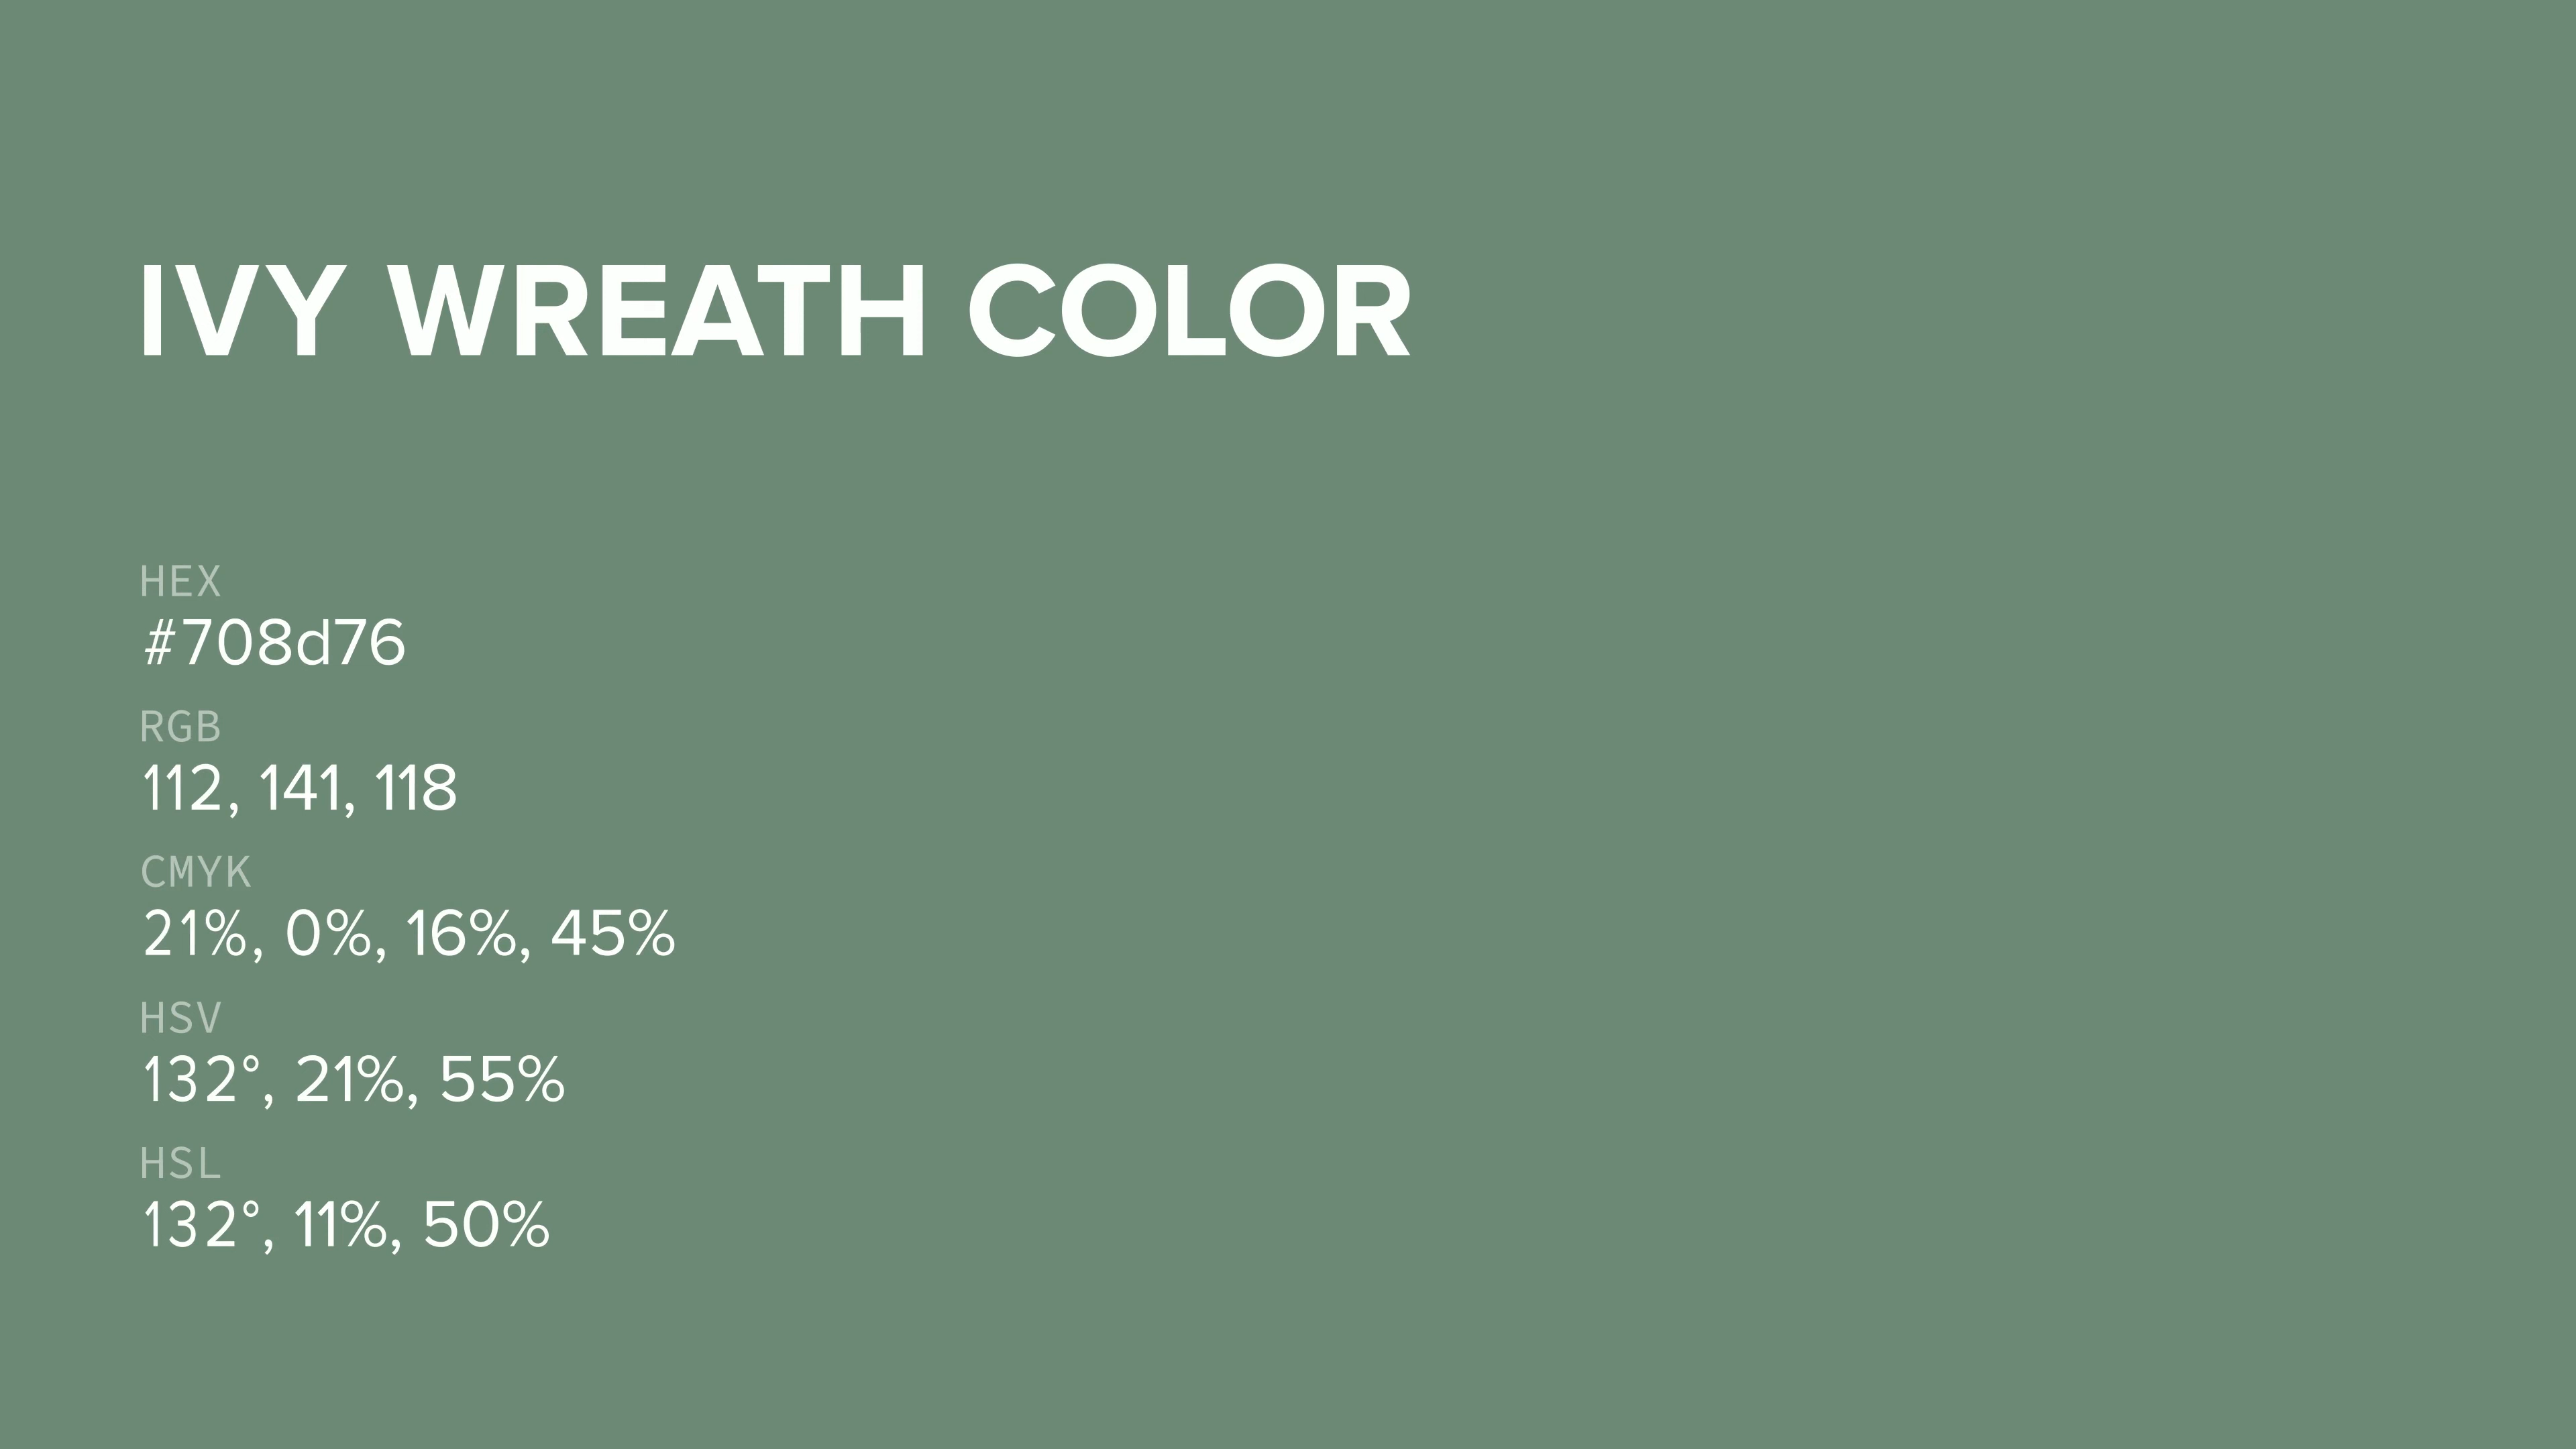 IVY WREATH COLOR
HEX
#708d76
RGB
112, 141, 118
CMYK
21%, 0%, 16%, 45%
HSV
132°, 21%, 55%
HSL
132°, 11%, 50%